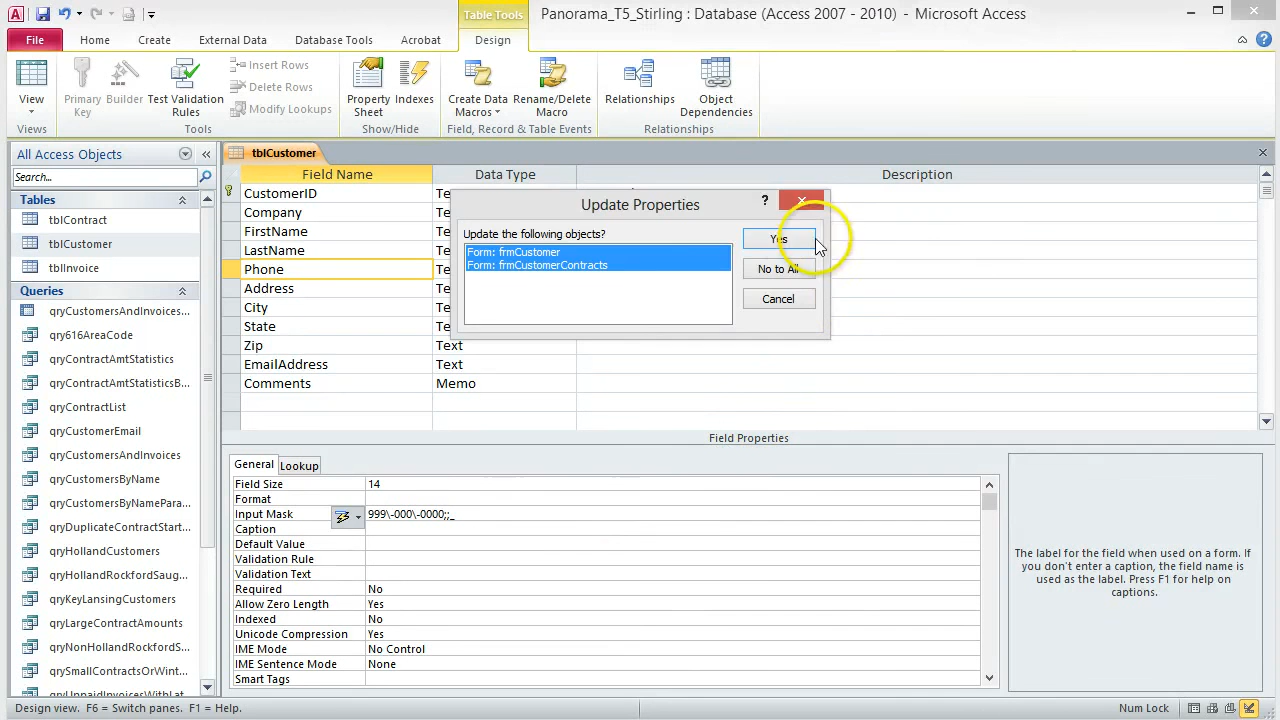 Table Tools
Panorama_T5_Stirling : Database (Access 2007 - 2010) - Microsoft Access
File Home Create External Data Database Tools Acrobat Design
View
Primary Key
Builder
Test Validation Rules
Insert Rows
Delete Rows
Modify Lookups
Property Sheet
Indexes
Create Data Macros
Rename/Delete Macro
Relationships
Object Dependencies
Views Tools Show/Hide Field, Record & Table Events Relationships
All Access Objects
Search...
Tables
tblContract
tblCustomer
tblInvoice
Queries
qryCustomersAndInvoices...
qry616AreaCode
qryContractAmtStatistics
qryContractAmtStatisticsB...
qryContractList
qryCustomerEmail
qryCustomersAndInvoices
qryCustomersByName
qryCustomersByNamePara...
qryDuplicateContractStart...
qryHollandCustomers
qryHollandRockfordSaug...
qryKeyLansingCustomers
qryLargeContractAmounts
qryNonHollandRockfordS...
qrySmallContractsOrWint...
qryUnpaidInvoicesWithLat...
tblCustomer
Field Name Data Type Description
CustomerID Te
Company Te
FirstName Te
LastName Te
Phone Te
Address Te
City Te
State Te
Zip Text
EmailAddress Text
Comments Memo
Update Properties
?
Update the following objects?
Form: frmCustomer
Form: frmCustomerContracts
Yes
No to All
Cancel
Field Properties
General Lookup
Field Size 14
Format
Input Mask 999\-000\-0000;;_
Caption
Default Value
Validation Rule
Validation Text
Required No
Allow Zero Length Yes
Indexed No
Unicode Compression Yes
IME Mode No Control
IME Sentence Mode None
Smart Tags
The label for the field when used on a form. If
you don't enter a caption, the field name is
used as the label. Press F1 for help on
captions.
Design view. F6 = Switch panes. F1 = Help.
Num Lock